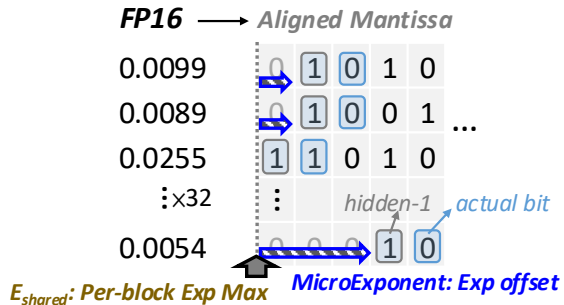 FP16 → Aligned Mantissa
0.0099 0 1 0 1 0
0.0089 0 1 0 0 1 ...
0.0255 1 1 0 1 0
⋮×32 ⋮ hidden-1 actual bit
0.0054 0 0 0 1 0
E_shared: Per-block Exp Max MicroExponent: Exp offset